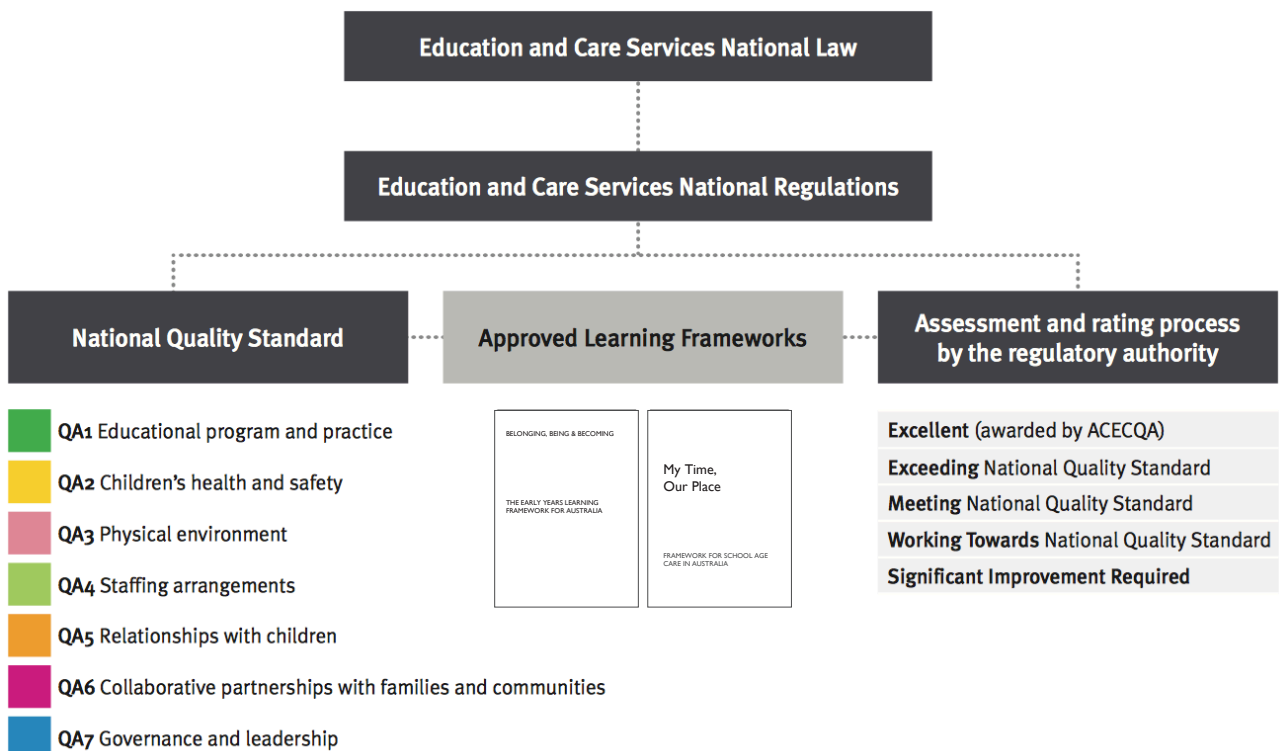 Education and Care Services National Law
Education and Care Services National Regulations
National Quality Standard
Approved Learning Frameworks
Assessment and rating process
by the regulatory authority
QA1 Educational program and practice
QA2 Children's health and safety
QA3 Physical environment
QA4 Staffing arrangements
QA5 Relationships with children
QA6 Collaborative partnerships with families and communities
QA7 Governance and leadership
BELONGING, BEING & BECOMING
THE EARLY YEARS LEARNING
FRAMEWORK FOR AUSTRALIA
My Time,
Our Place
FRAMEWORK FOR SCHOOL AGE
CARE IN AUSTRALIA
Excellent (awarded by ACECQA)
Exceeding National Quality Standard
Meeting National Quality Standard
Working Towards National Quality Standard
Significant Improvement Required